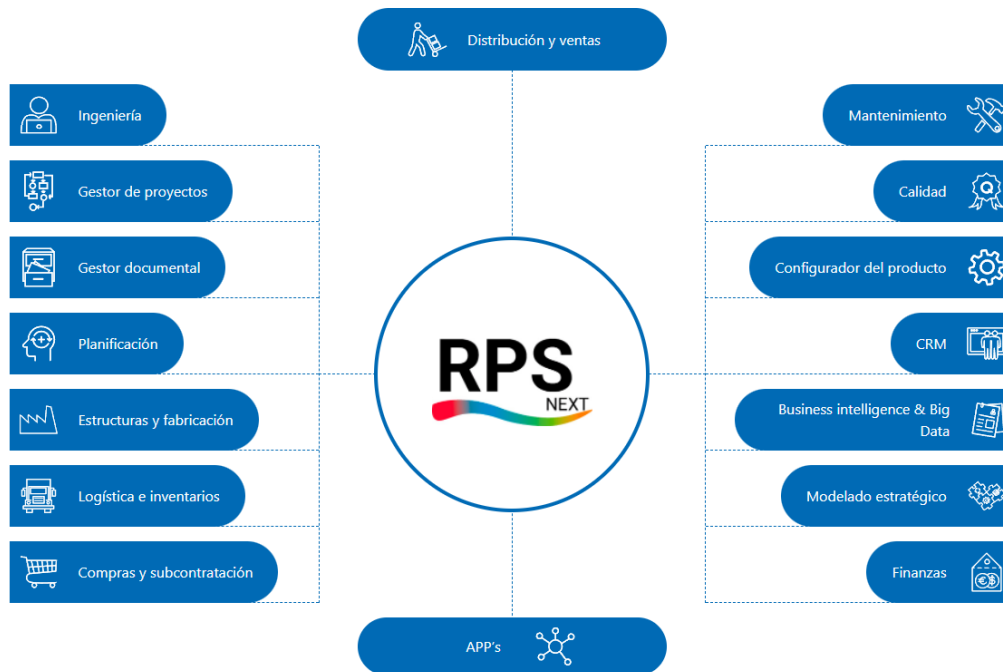 Distribución y ventas
Ingeniería
Gestor de proyectos
Gestor documental
Planificación
Estructuras y fabricación
Logística e inventarios
Compras y subcontratación
RPS
NEXT
Mantenimiento
Calidad
Q
Configurador del producto
CRM
Business intelligence & Big
Data
Modelado estratégico
Finanzas
€$
APP's